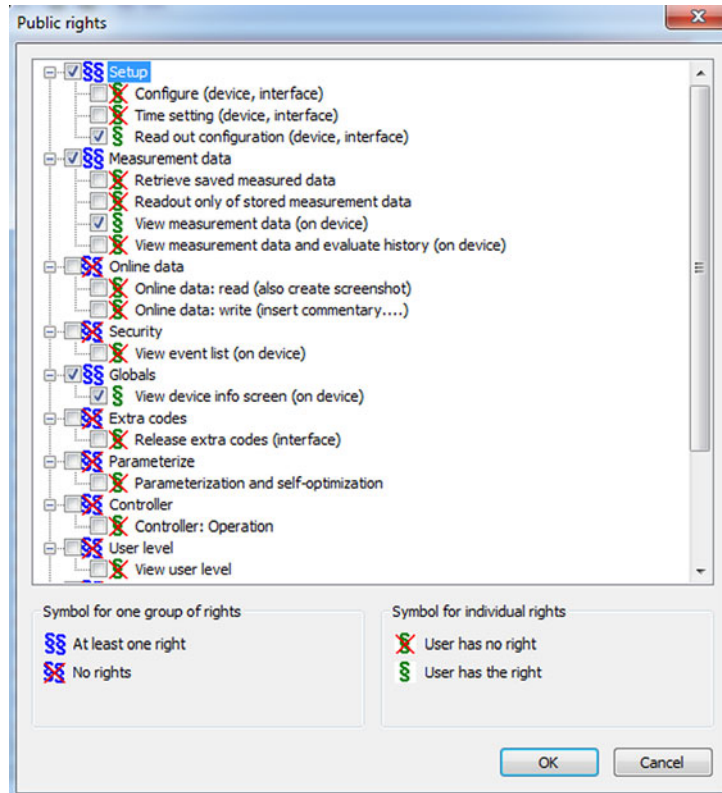 Public rights
§§ Setup
§ Configure (device, interface)
§ Time setting (device, interface)
§ Read out configuration (device, interface)
§§ Measurement data
§ Retrieve saved measured data
§ Readout only of stored measurement data
§ View measurement data (on device)
§ View measurement data and evaluate history (on device)
§§ Online data
§ Online data: read (also create screenshot)
§ Online data: write (insert commentary....)
§§ Security
§ View event list (on device)
§§ Globals
§ View device info screen (on device)
§§ Extra codes
§ Release extra codes (interface)
§§ Parameterize
§ Parameterization and self-optimization
§§ Controller
§ Controller: Operation
§§ User level
§ View user level
Symbol for one group of rights
§§ At least one right
§§ No rights
Symbol for individual rights
§ User has no right
§ User has the right
OK
Cancel